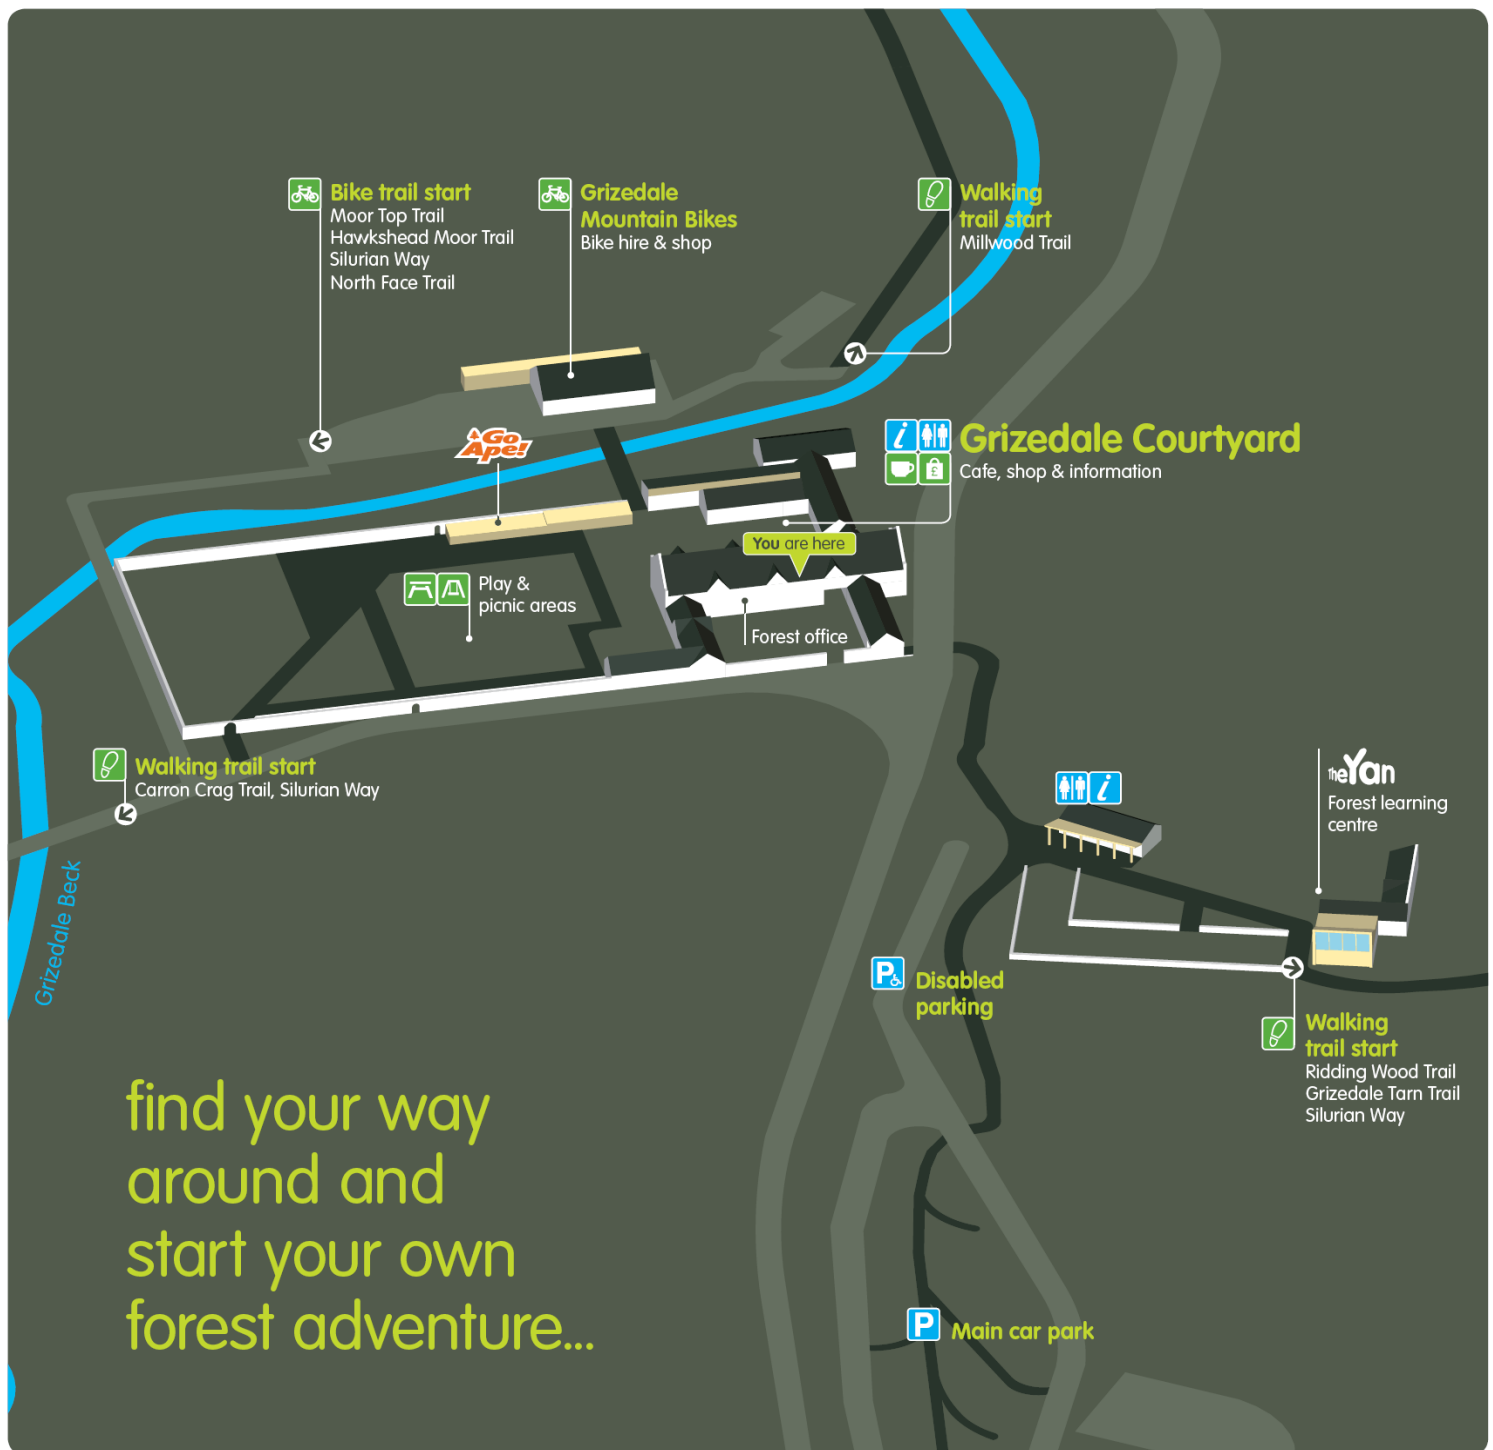 Bike trail start
Moor Top Trail
Hawkshead Moor Trail
Silurian Way
North Face Trail
Grizedale
Mountain Bikes
Bike hire & shop
Walking
trail start
Millwood Trail
Go
Ape!
i
£
Grizedale Courtyard
Cafe, shop & information
You are here
Play &
picnic areas
Forest office
Walking trail start
Carron Crag Trail, Silurian Way
Grizedale Beck
i
The Yan
Forest learning
centre
P
Disabled
parking
Walking
trail start
Ridding Wood Trail
Grizedale Tarn Trail
Silurian Way
find your way
around and
start your own
forest adventure...
P
Main car park